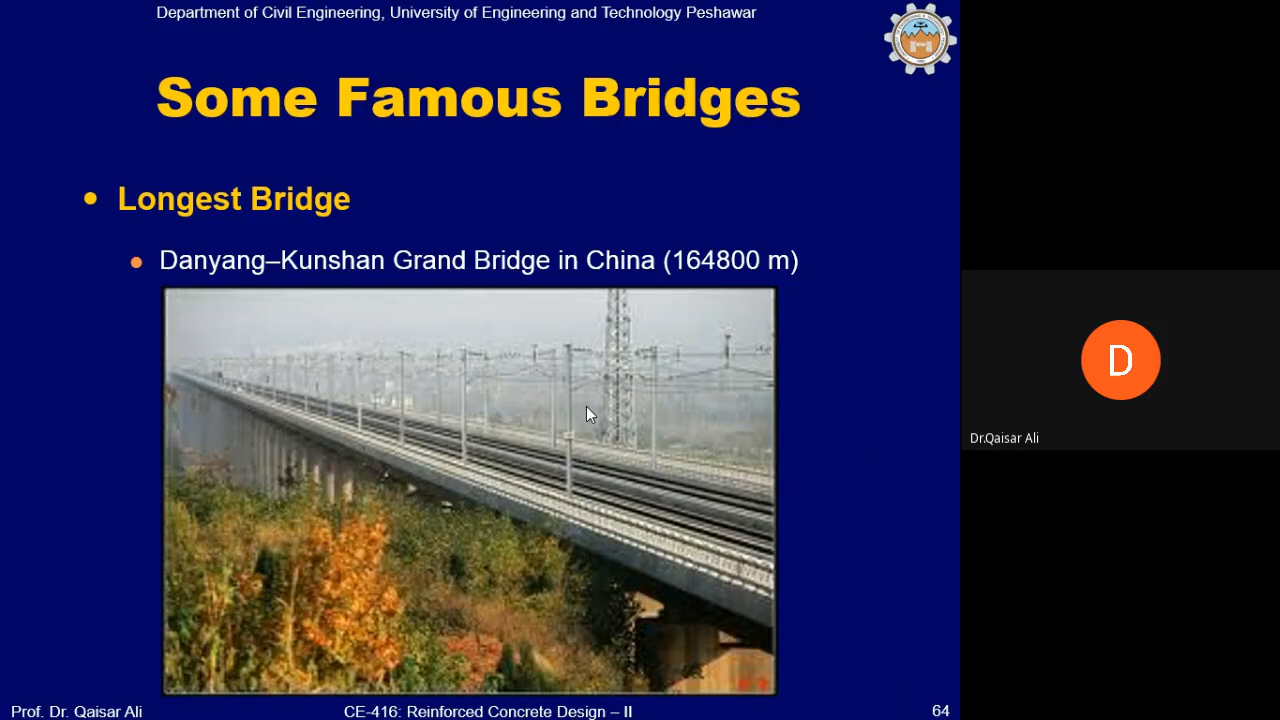 Department of Civil Engineering, University of Engineering and Technology Peshawar
Some Famous Bridges
• Longest Bridge
• Danyang–Kunshan Grand Bridge in China (164800 m)
D
Dr.Qaisar Ali
Prof. Dr. Qaisar Ali
CE-416: Reinforced Concrete Design – II
64